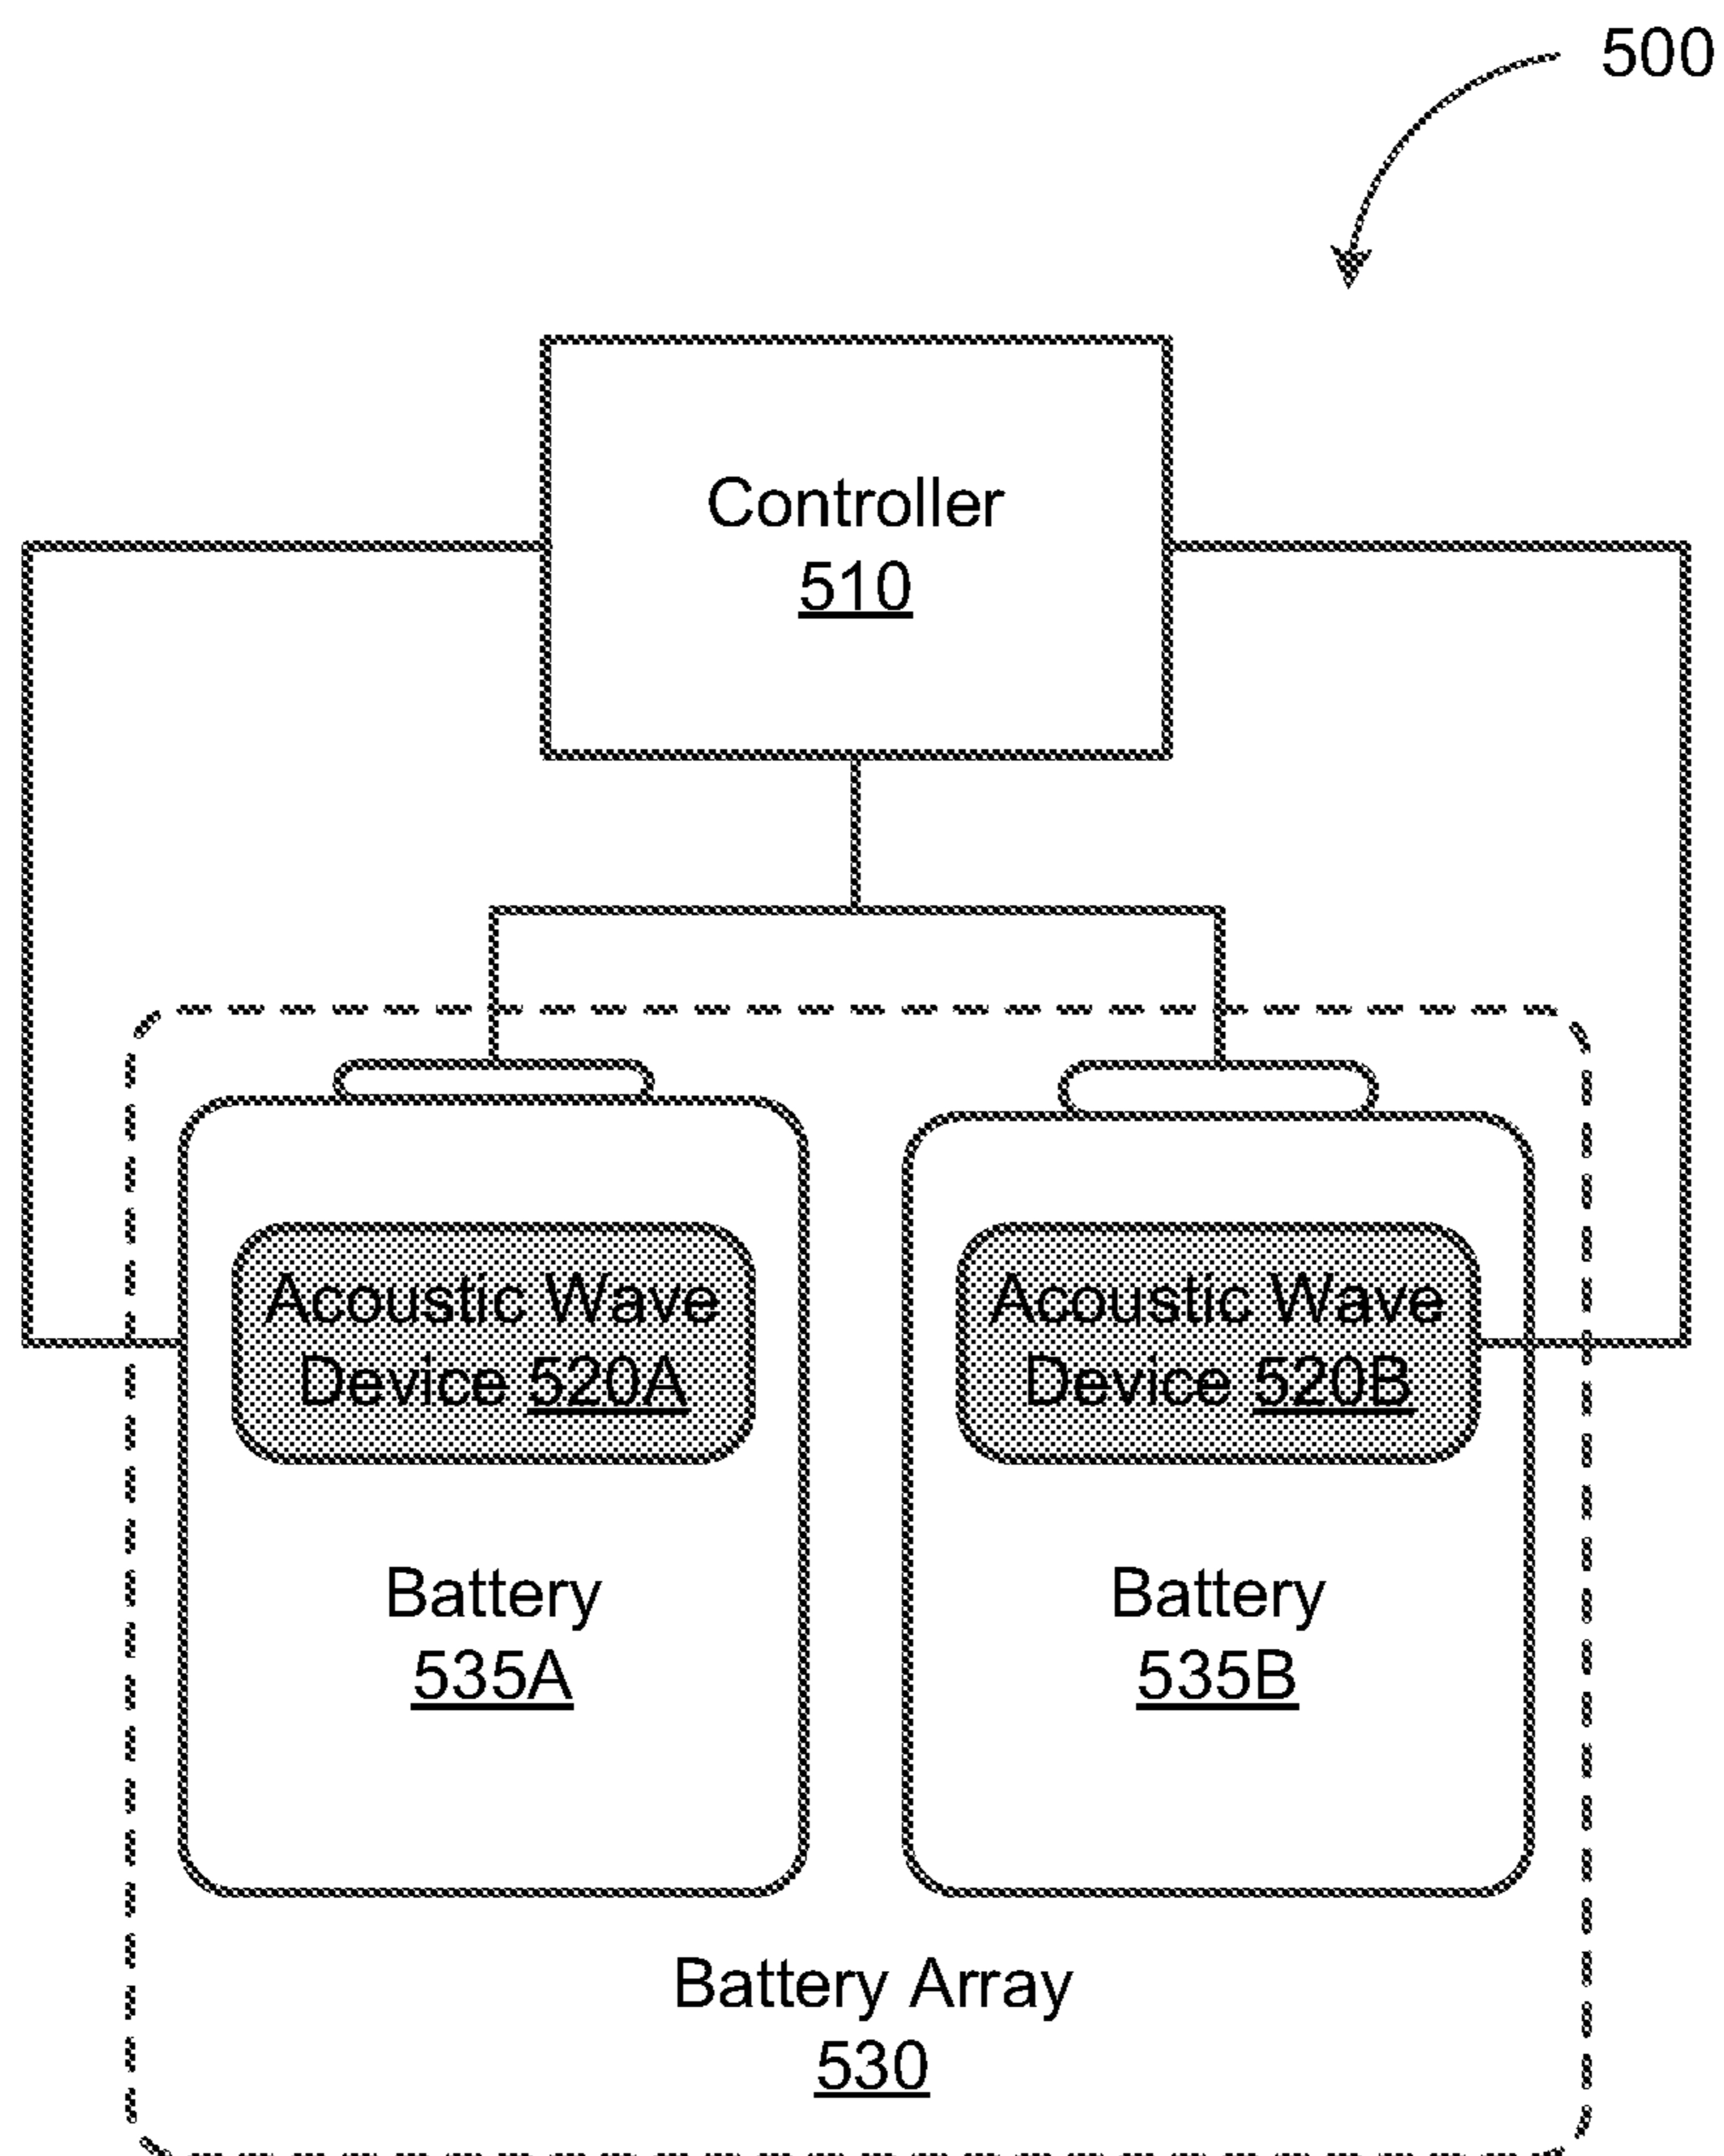 500
Controller
510
Acoustic Wave
Device 520A
Acoustic Wave
Device 520B
Battery
535A
Battery
535B
Battery Array
530